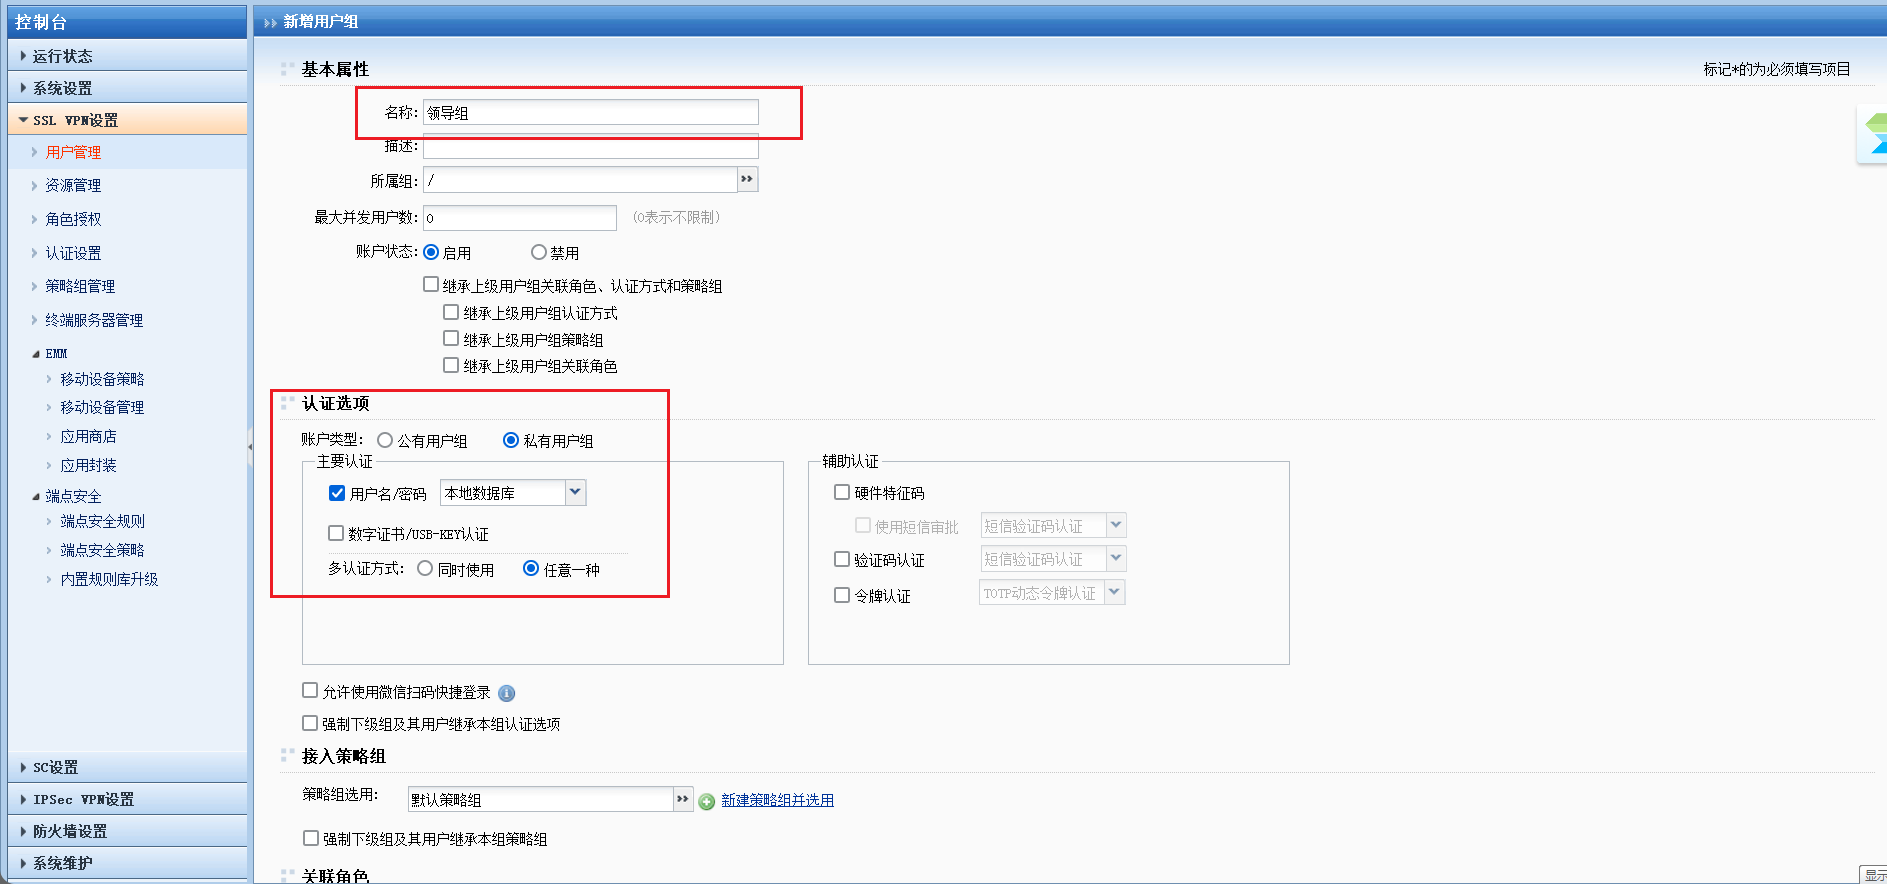 控制台
运行状态
系统设置
SSL VPN设置
用户管理
资源管理
角色授权
认证设置
策略组管理
终端服务器管理
EMM
移动设备策略
移动设备管理
应用商店
应用封装
端点安全
端点安全规则
端点安全策略
内置规则库升级
SC设置
IPSec VPN设置
防火墙设置
系统维护
新增用户组
基本属性
标记*的为必须填写项目
名称: 领导组
描述:
所属组: /
最大并发用户数: 0 (0表示不限制)
账户状态: 启用 禁用
继承上级用户组关联角色、认证方式和策略组
继承上级用户组认证方式
继承上级用户组策略组
继承上级用户组关联角色
认证选项
账户类型: 公有用户组 私有用户组
主要认证
用户名/密码 本地数据库
数字证书/USB-KEY认证
多认证方式: 同时使用 任意一种
辅助认证
硬件特征码
使用短信审批 短信验证码认证
验证码认证 短信验证码认证
令牌认证 TOTP动态令牌认证
允许使用微信扫码快捷登录
强制下级组及其用户继承本组认证选项
接入策略组
策略组选用: 默认策略组 新建策略组并选用
强制下级组及其用户继承本组策略组
关联角色
显示